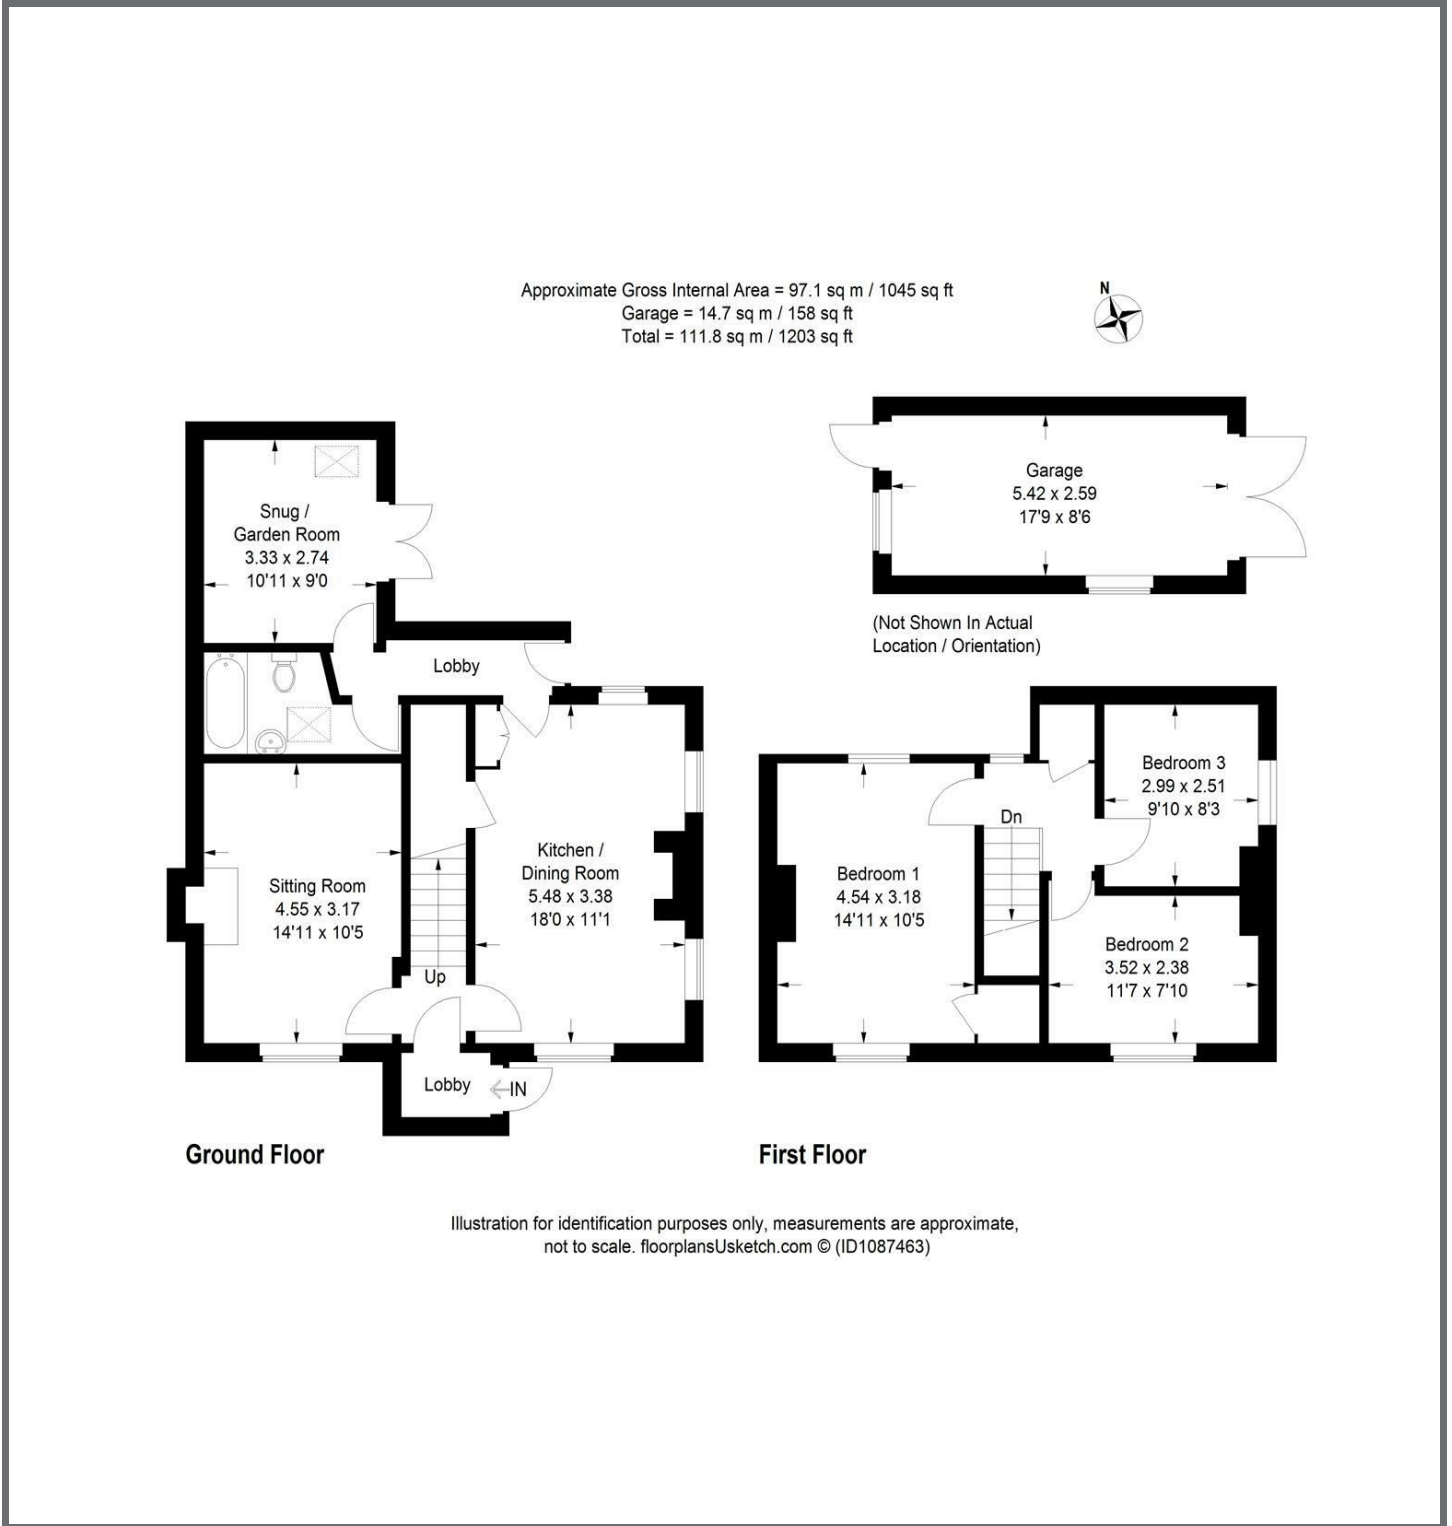 Approximate Gross Internal Area = 97.1 sq m / 1045 sq ft
Garage = 14.7 sq m / 158 sq ft
Total = 111.8 sq m / 1203 sq ft
N
Garage
5.42 x 2.59
17'9 x 8'6
(Not Shown In Actual
Location / Orientation)
Snug /
Garden Room
3.33 x 2.74
10'11 x 9'0
Lobby
Kitchen /
Dining Room
5.48 x 3.38
18'0 x 11'1
Sitting Room
4.55 x 3.17
14'11 x 10'5
Up
Lobby
IN
Ground Floor
Bedroom 3
2.99 x 2.51
9'10 x 8'3
Dn
Bedroom 1
4.54 x 3.18
14'11 x 10'5
Bedroom 2
3.52 x 2.38
11'7 x 7'10
First Floor
Illustration for identification purposes only, measurements are approximate,
not to scale. floorplansUsketch.com © (ID1087463)